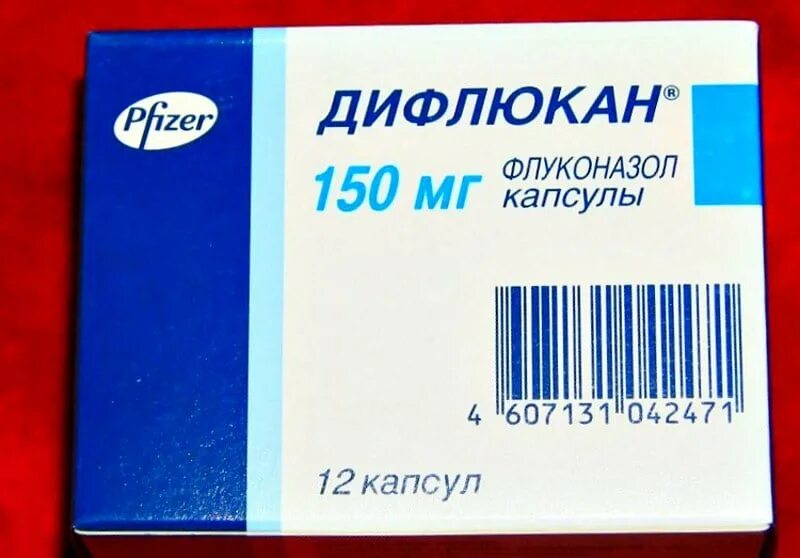 Pfizer
ДИФЛЮКАН®
150 мг
ФЛУКОНАЗОЛ
капсулы
4 607131 042471
12 капсул